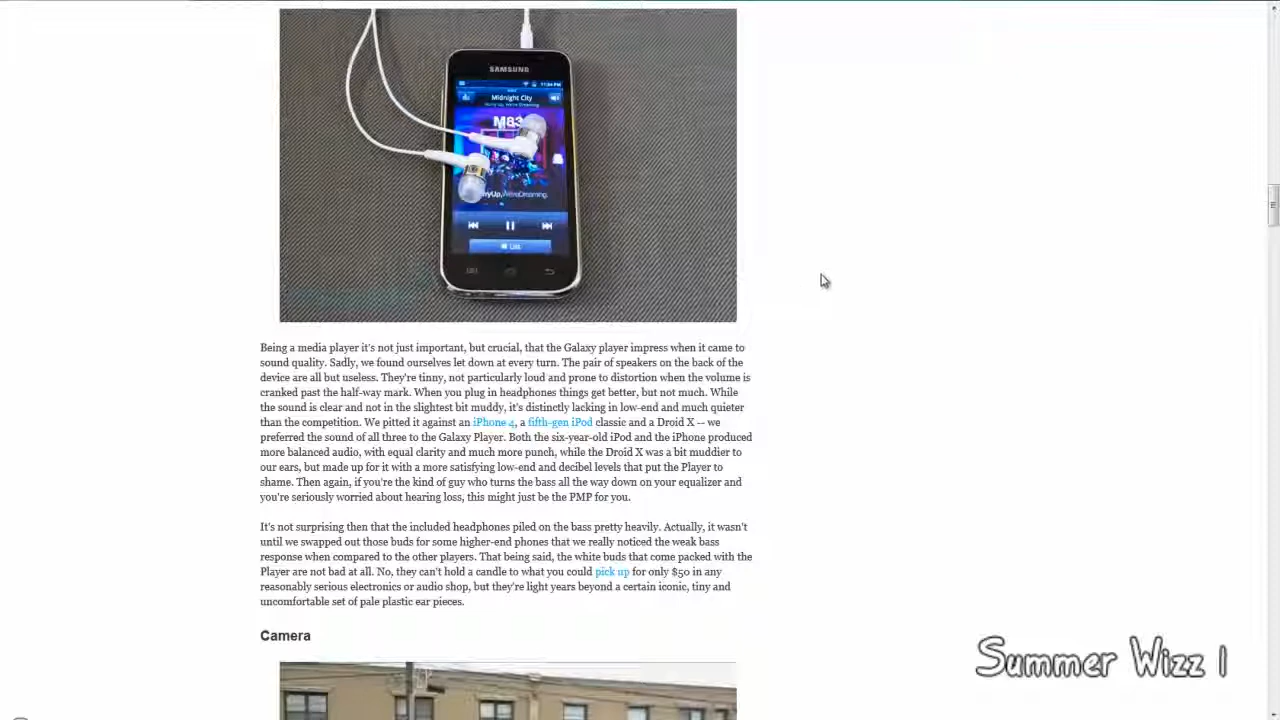 SAMSUNG
11:34 PM
Midnight City
Hurry Up, We're Dreaming
M83
ryUp, We'reDreaming.
List
Being a media player it's not just important, but crucial, that the Galaxy player impress when it came to
sound quality. Sadly, we found ourselves let down at every turn. The pair of speakers on the back of the
device are all but useless. They're tinny, not particularly loud and prone to distortion when the volume is
cranked past the half-way mark. When you plug in headphones things get better, but not much. While
the sound is clear and not in the slightest bit muddy, it's distinctly lacking in low-end and much quieter
than the competition. We pitted it against an iPhone 4, a fifth-gen iPod classic and a Droid X -- we
preferred the sound of all three to the Galaxy Player. Both the six-year-old iPod and the iPhone produced
more balanced audio, with equal clarity and much more punch, while the Droid X was a bit muddier to
our ears, but made up for it with a more satisfying low-end and decibel levels that put the Player to
shame. Then again, if you're the kind of guy who turns the bass all the way down on your equalizer and
you're seriously worried about hearing loss, this might just be the PMP for you.
It's not surprising then that the included headphones piled on the bass pretty heavily. Actually, it wasn't
until we swapped out those buds for some higher-end phones that we really noticed the weak bass
response when compared to the other players. That being said, the white buds that come packed with the
Player are not bad at all. No, they can't hold a candle to what you could pick up for only $50 in any
reasonably serious electronics or audio shop, but they're light years beyond a certain iconic, tiny and
uncomfortable set of pale plastic ear pieces.
Camera
Summer Wizz 1